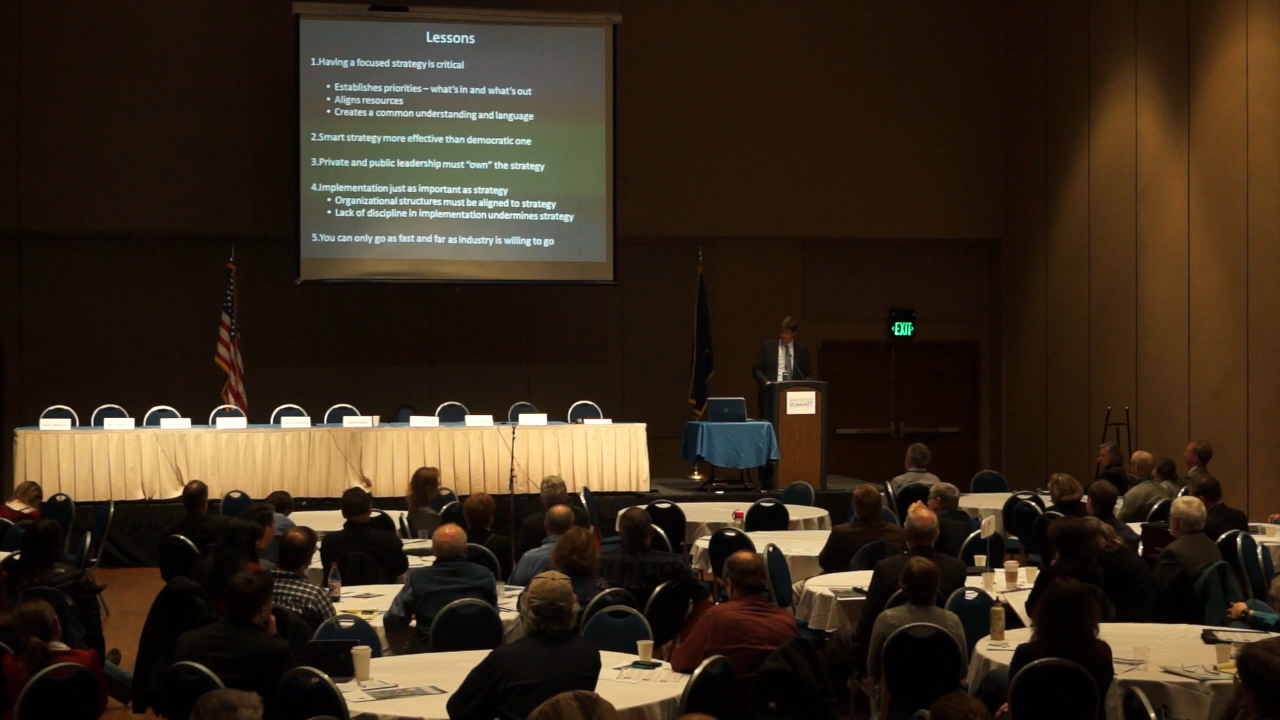 Lessons
1.Having a focused strategy is critical
• Establishes priorities – what's in and what's out
• Aligns resources
• Creates a common understanding and language
2.Smart strategy more effective than democratic one
3.Private and public leadership must "own" the strategy
4.Implementation just as important as strategy
• Organizational structures must be aligned to strategy
• Lack of discipline in implementation undermines strategy
5.You can only go as fast and far as industry is willing to go
EXIT
SUMMIT